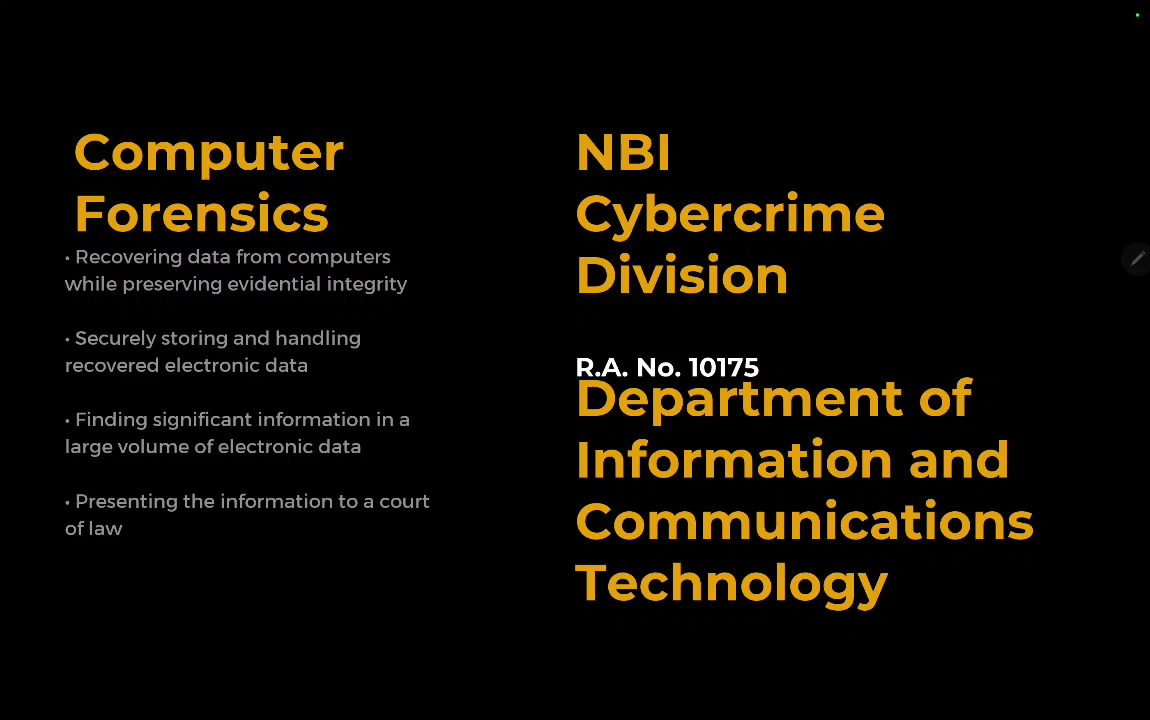 Computer
Forensics
• Recovering data from computers
while preserving evidential integrity
• Securely storing and handling
recovered electronic data
• Finding significant information in a
large volume of electronic data
• Presenting the information to a court
of law
NBI
Cybercrime
Division
R.A. No. 10175
Department of
Information and
Communications
Technology